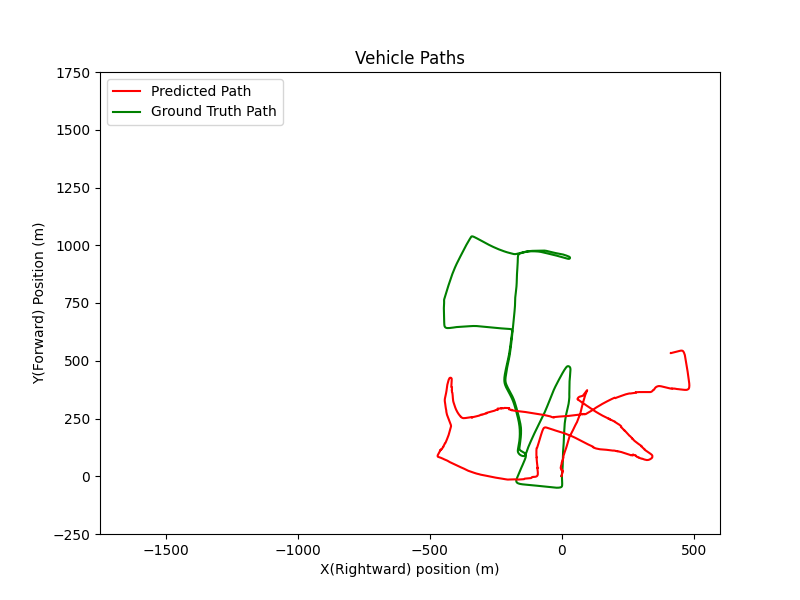 Vehicle Paths
Predicted Path
Ground Truth Path
1750
1500
1250
1000
750
500
250
0
−250
Y(Forward) Position (m)
−1500
−1000
−500
0
500
X(Rightward) position (m)